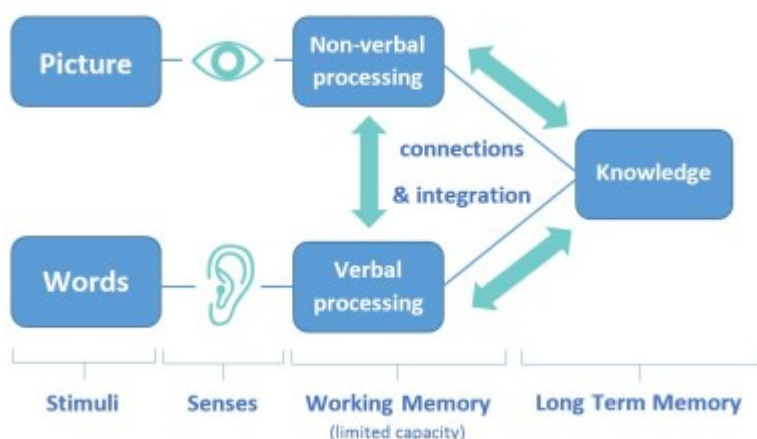 Picture
Non-verbal
processing
connections
& integration
Knowledge
Words
Verbal
processing
Stimuli
Senses
Working Memory
(limited capacity)
Long Term Memory